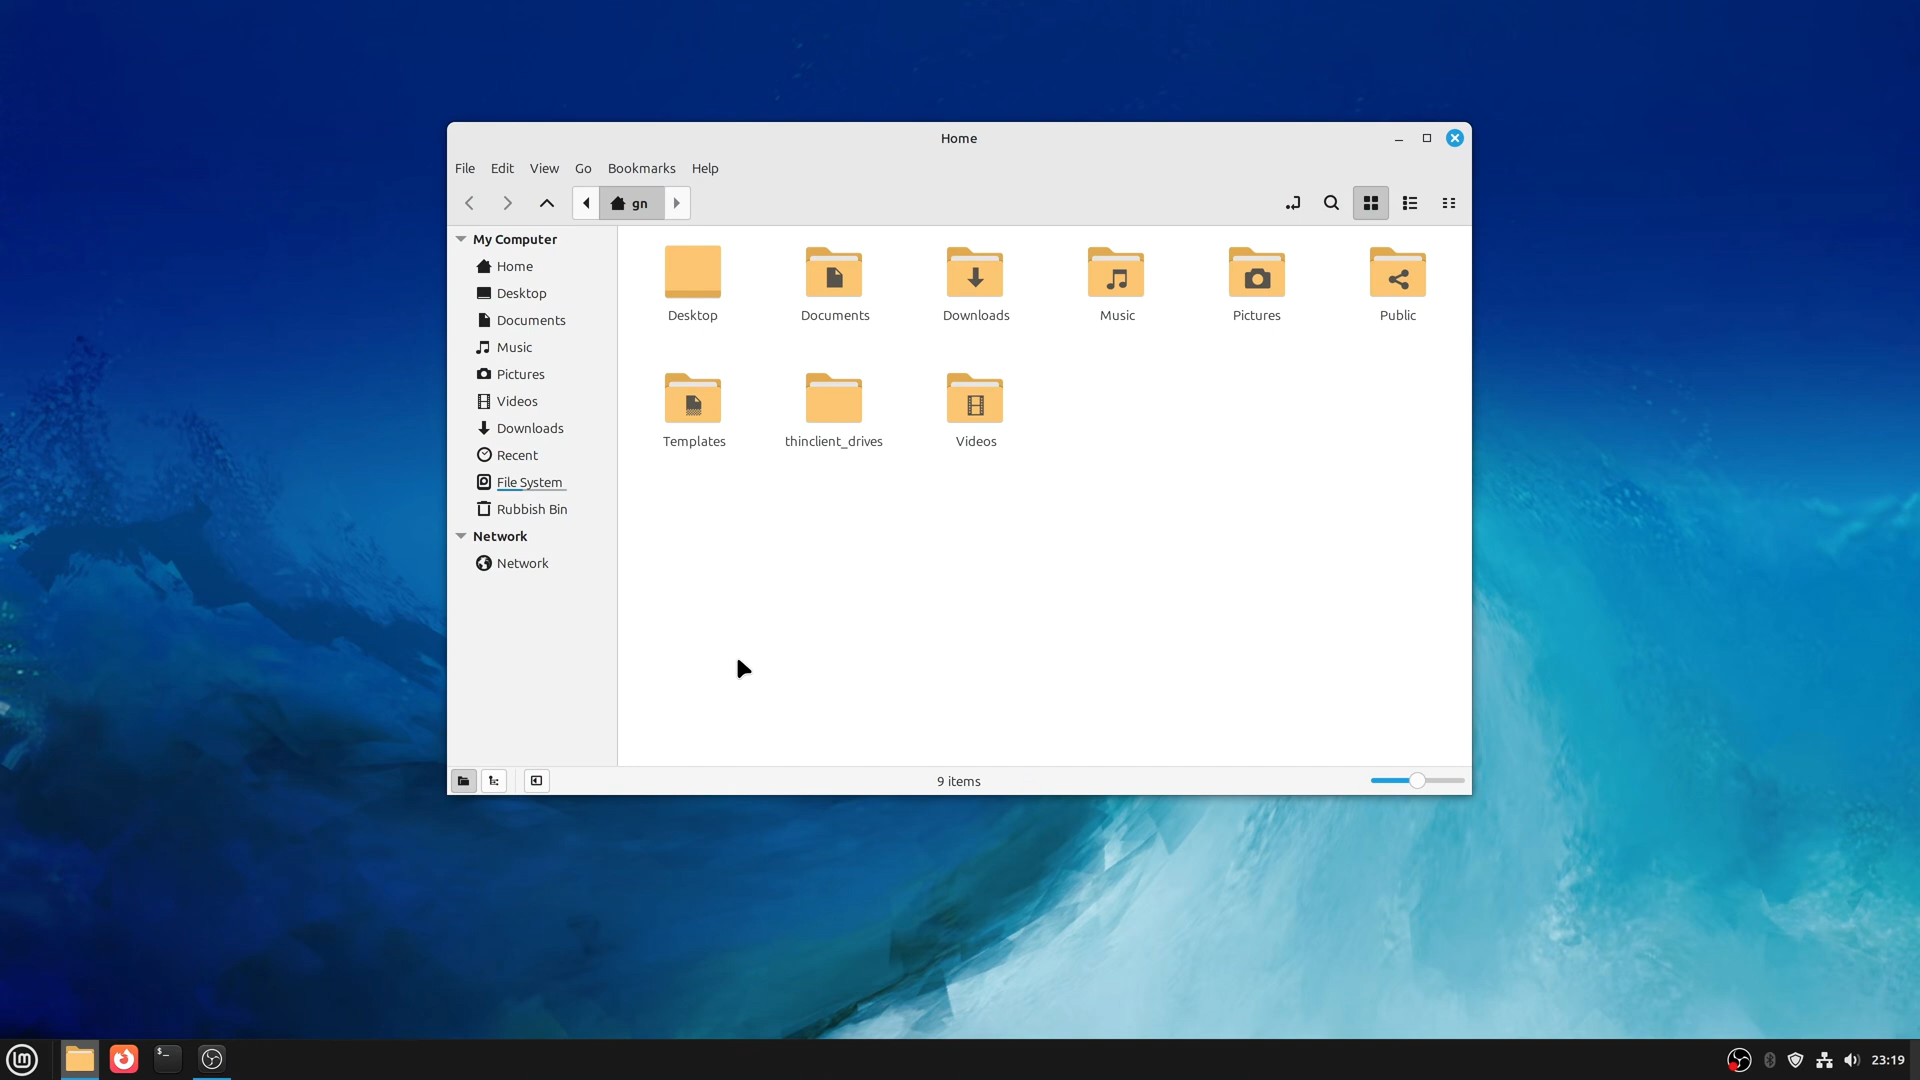 Home
File Edit View Go Bookmarks Help
gn
My Computer
Home
Desktop
Documents
Music
Pictures
Videos
Downloads
Recent
File System
Rubbish Bin
Network
Network
Desktop Documents Downloads Music Pictures Public
Templates thinclient_drives Videos
9 items
$_
23:19